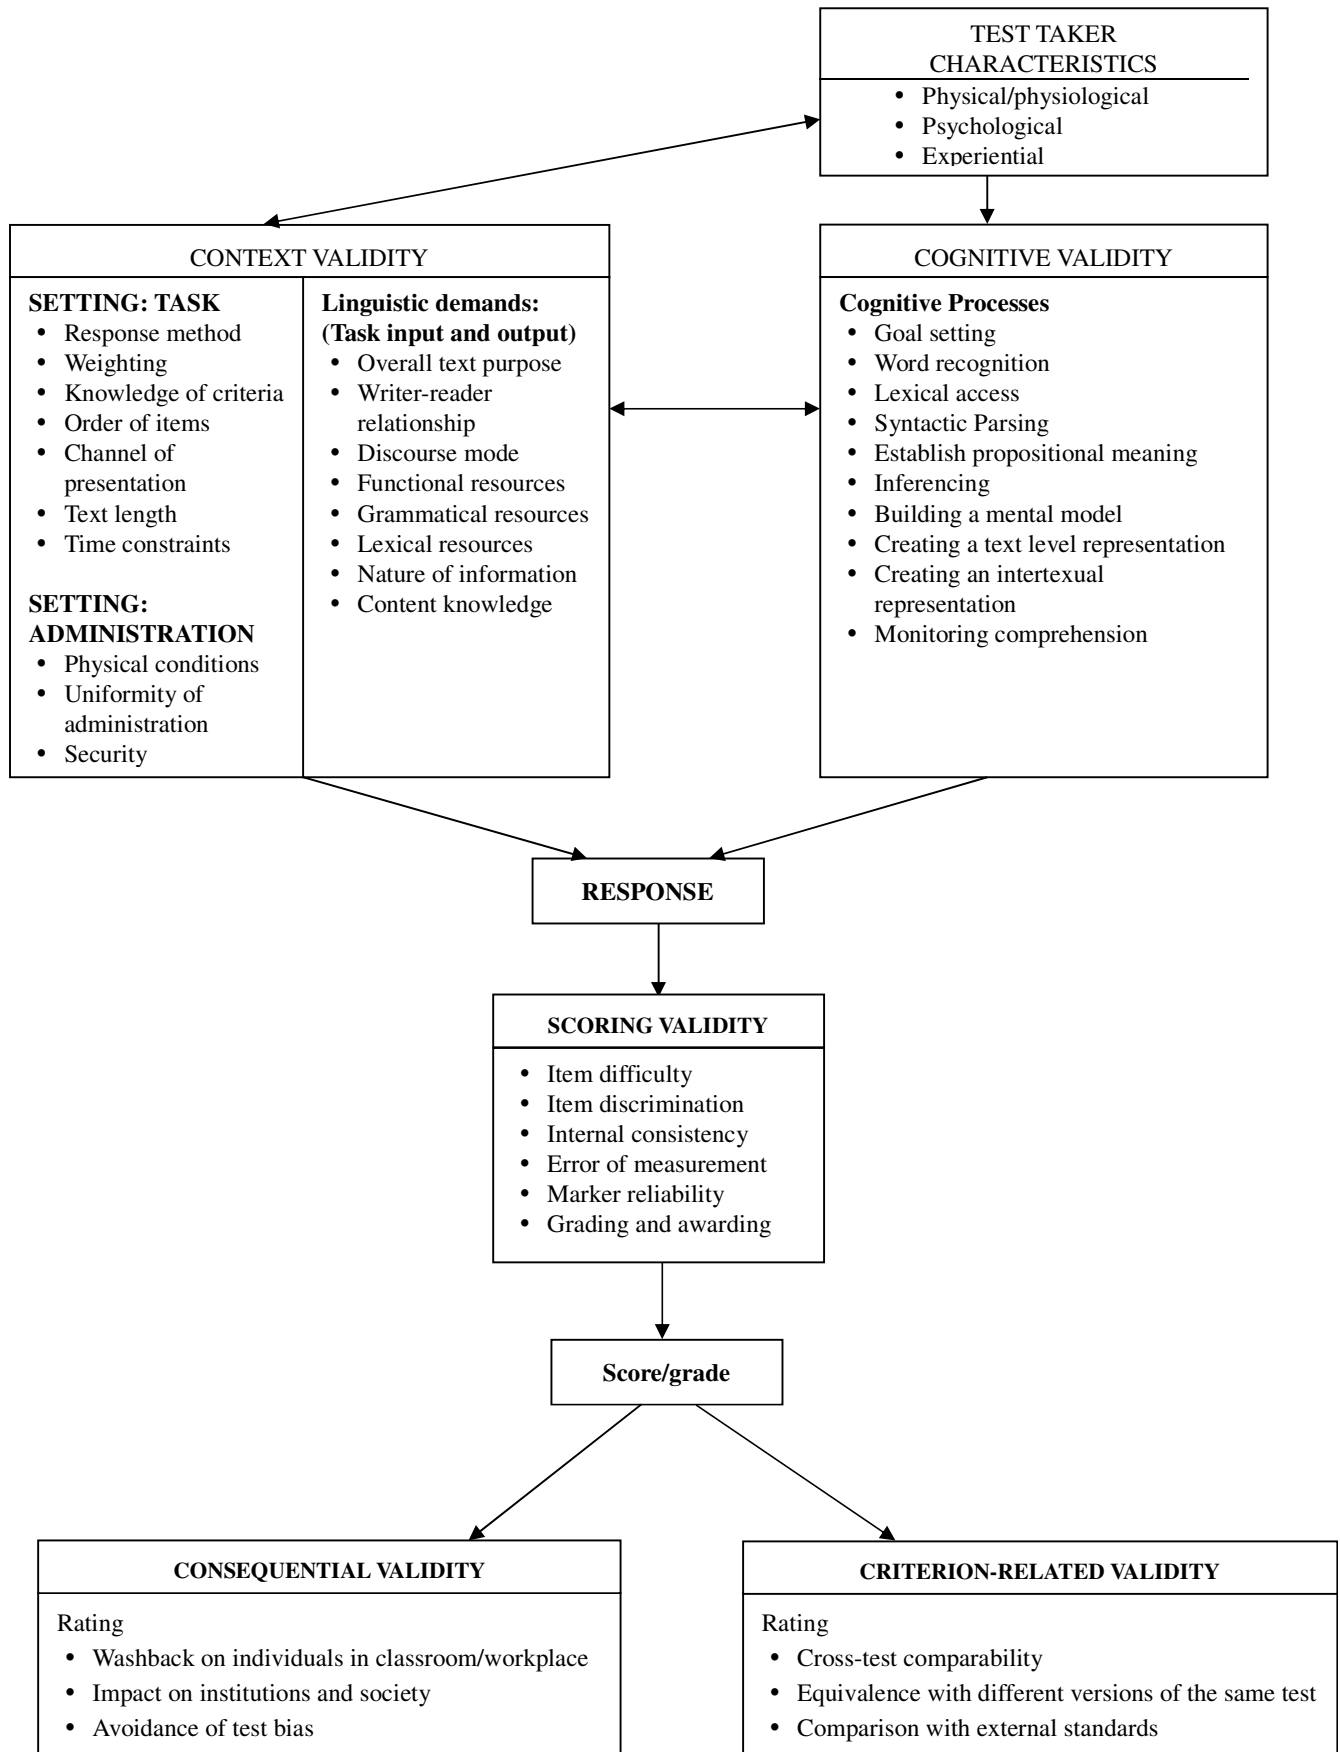 TEST TAKER
CHARACTERISTICS
• Physical/physiological
• Psychological
• Experiential
CONTEXT VALIDITY
SETTING: TASK
• Response method
• Weighting
• Knowledge of criteria
• Order of items
• Channel of
presentation
• Text length
• Time constraints
SETTING:
ADMINISTRATION
• Physical conditions
• Uniformity of
administration
• Security
Linguistic demands:
(Task input and output)
• Overall text purpose
• Writer-reader
relationship
• Discourse mode
• Functional resources
• Grammatical resources
• Lexical resources
• Nature of information
• Content knowledge
COGNITIVE VALIDITY
Cognitive Processes
• Goal setting
• Word recognition
• Lexical access
• Syntactic Parsing
• Establish propositional meaning
• Inferencing
• Building a mental model
• Creating a text level representation
• Creating an intertexual
representation
• Monitoring comprehension
RESPONSE
SCORING VALIDITY
• Item difficulty
• Item discrimination
• Internal consistency
• Error of measurement
• Marker reliability
• Grading and awarding
Score/grade
CONSEQUENTIAL VALIDITY
Rating
• Washback on individuals in classroom/workplace
• Impact on institutions and society
• Avoidance of test bias
CRITERION-RELATED VALIDITY
Rating
• Cross-test comparability
• Equivalence with different versions of the same test
• Comparison with external standards